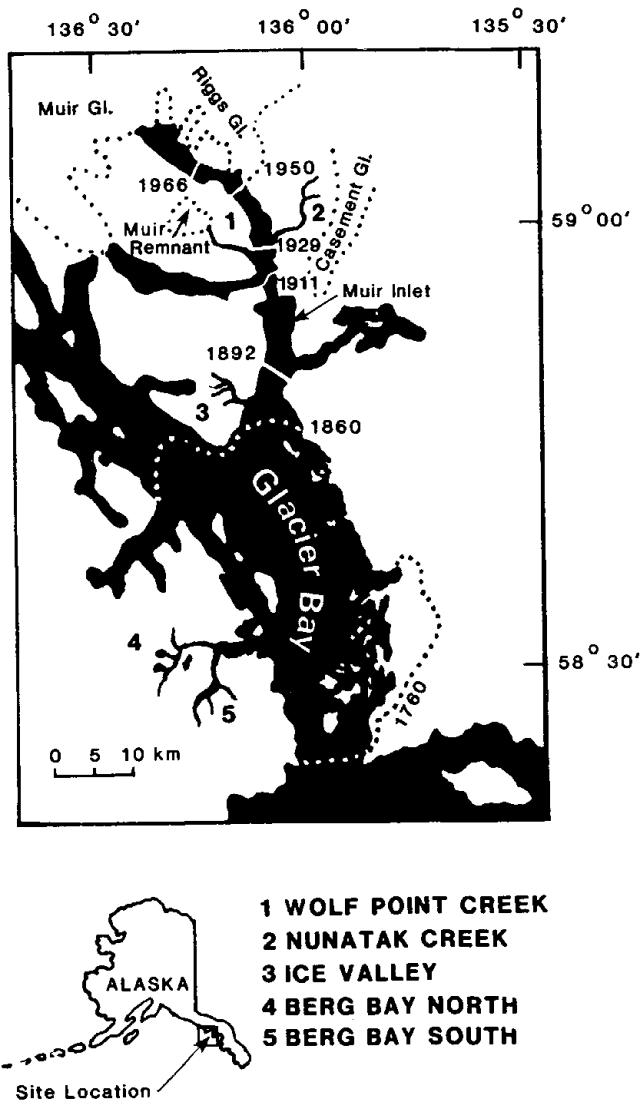 136° 30′
136° 00′
135° 30′
Muir Gl.
Riggs Gl.
1950
1966
Casement Gl.
1
2
59° 00′
Muir
Remnant
1929
1911
Muir Inlet
1892
3
1860
Glacier Bay
4
58° 30′
5
1760
0 5 10 km
ALASKA
Site Location
1 WOLF POINT CREEK
2 NUNATAK CREEK
3 ICE VALLEY
4 BERG BAY NORTH
5 BERG BAY SOUTH